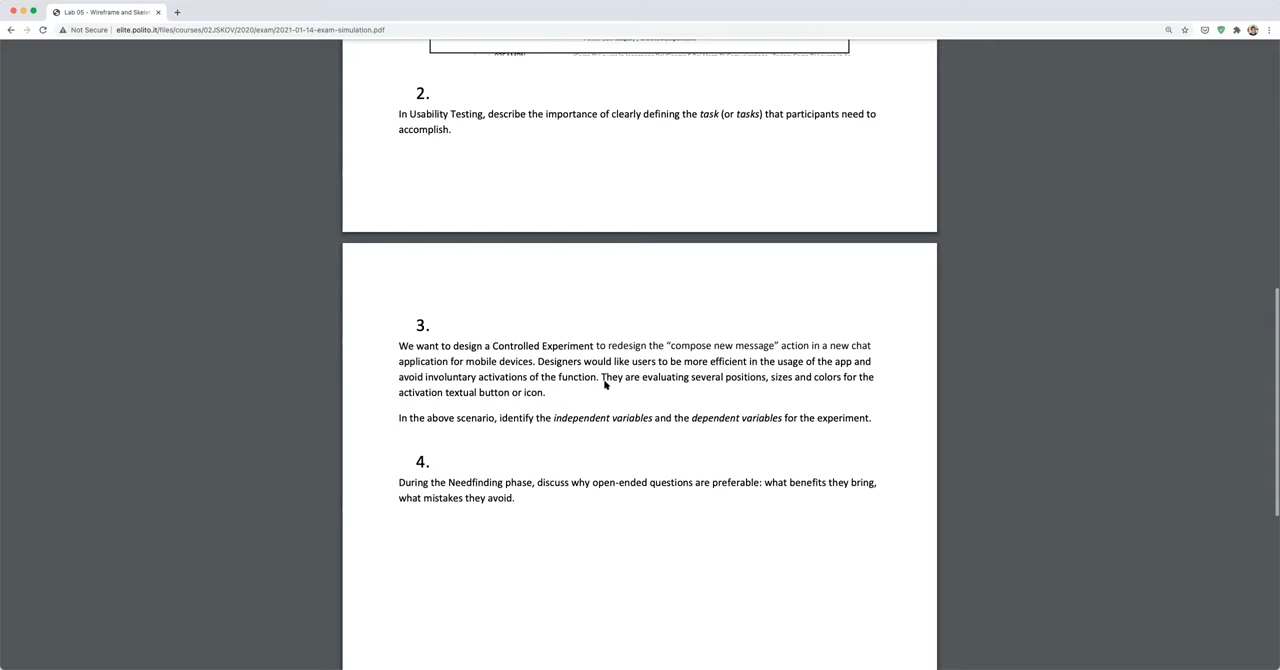 Lab 05 - Wireframe and Skele
Not Secure elite.polito.it/files/courses/02JSKOV/2020/exam/2021-01-14-exam-simulation.pdf
2.
In Usability Testing, describe the importance of clearly defining the task (or tasks) that participants need to
accomplish.
3.
We want to design a Controlled Experiment to redesign the “compose new message” action in a new chat
application for mobile devices. Designers would like users to be more efficient in the usage of the app and
avoid involuntary activations of the function. They are evaluating several positions, sizes and colors for the
activation textual button or icon.
In the above scenario, identify the independent variables and the dependent variables for the experiment.
4.
During the Needfinding phase, discuss why open-ended questions are preferable: what benefits they bring,
what mistakes they avoid.